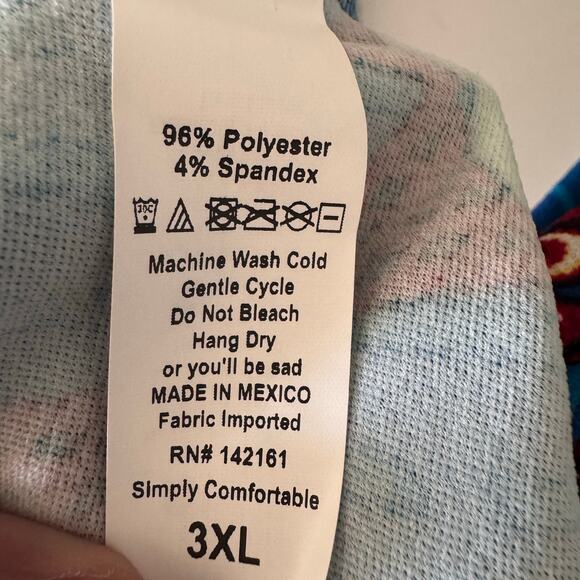 96% Polyester
4% Spandex
30C
Machine Wash Cold
Gentle Cycle
Do Not Bleach
Hang Dry
or you'll be sad
MADE IN MEXICO
Fabric Imported
RN# 142161
Simply Comfortable
3XL